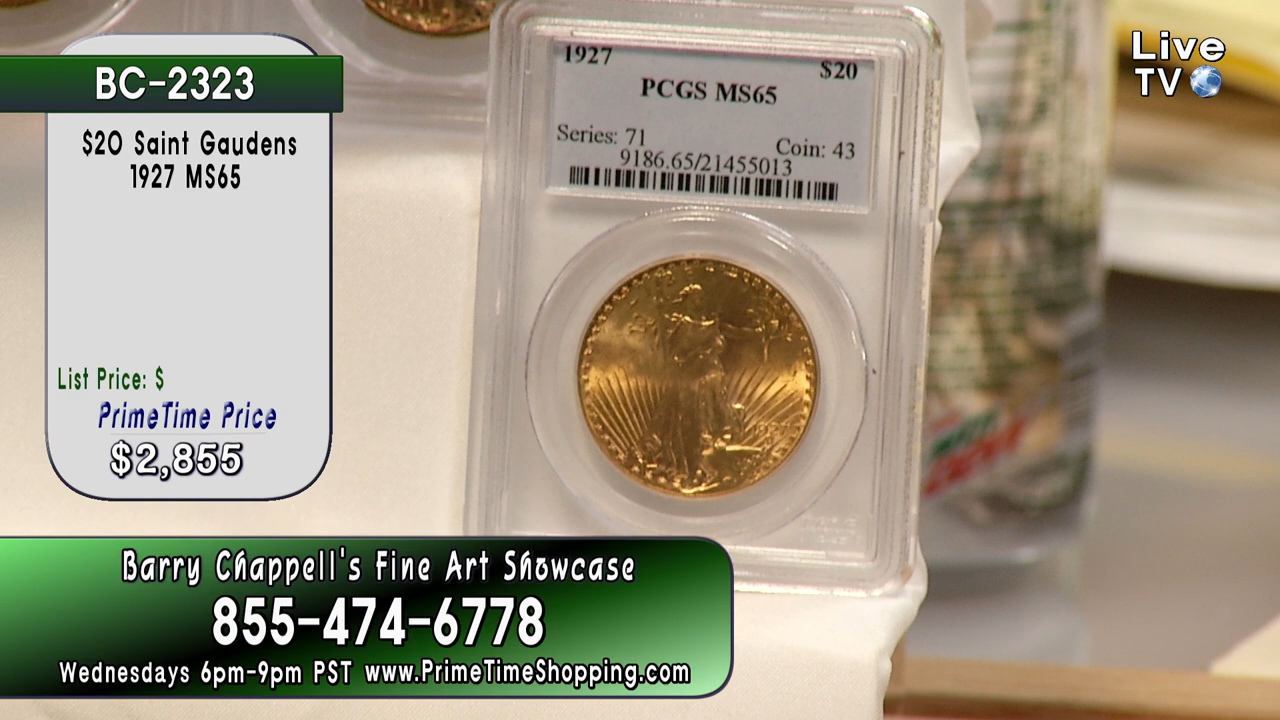 BC-2323
$20 Saint Gaudens
1927 MS65
List Price: $
PrimeTime Price
$2,855
1927 $20
PCGS MS65
Series: 71 Coin: 43
9186.65/21455013
Live
TV
Barry Chappell's Fine Art Showcase
855-474-6778
Wednesdays 6pm-9pm PST www.PrimeTimeShopping.com